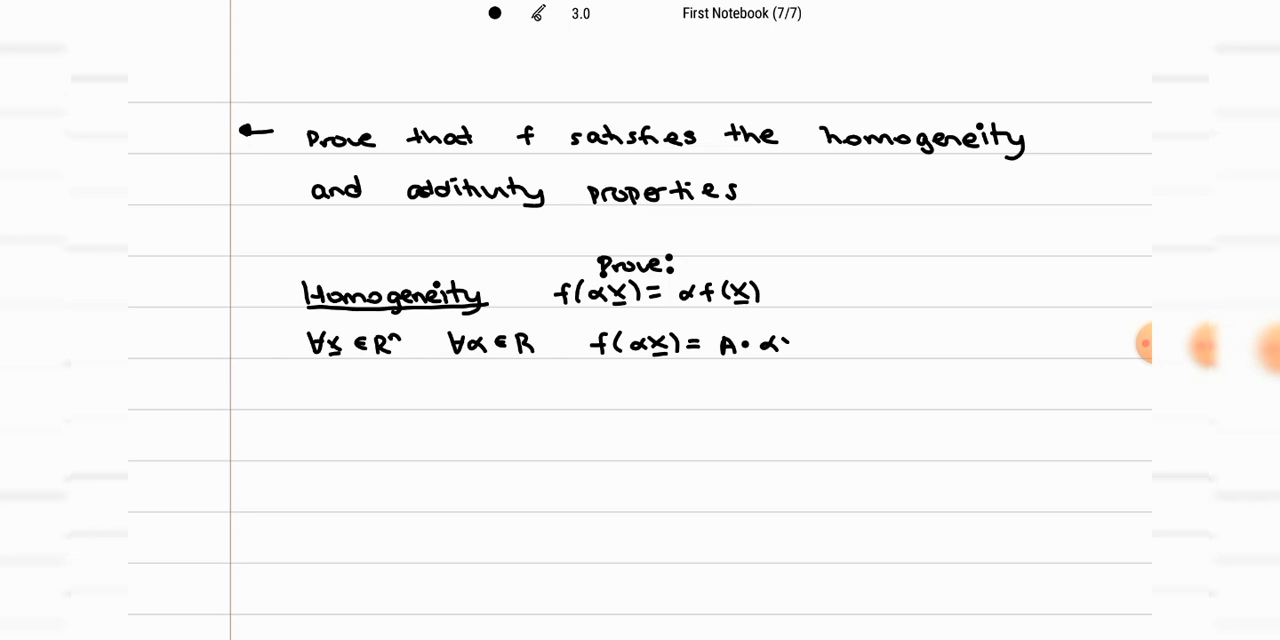 3.0 First Notebook (7/7)
← Prove that f satisfies the homogeneity
and additivity properties
Prove:
Homogeneity f(αx) = αf(x)
∀x ∈ Rⁿ ∀α ∈ R f(αx) = A · α